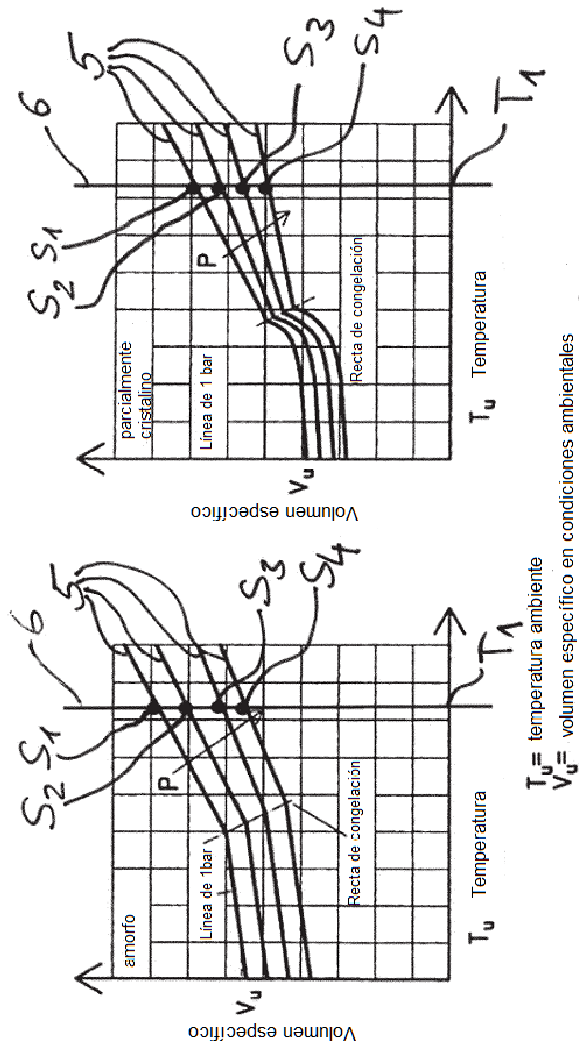 6
5
amorfo
S2
S1
P
Línea de 1bar
S3
S4
Recta de congelación
Volumen específico
Vu
Tu
Temperatura
T1
6
5
parcialmente
cristalino
S2
S1
P
Línea de 1 bar
S3
S4
Recta de congelación
Volumen específico
Vu
Tu
Temperatura
T1
Tu= temperatura ambiente
Vu= volumen específico en condiciones ambientales